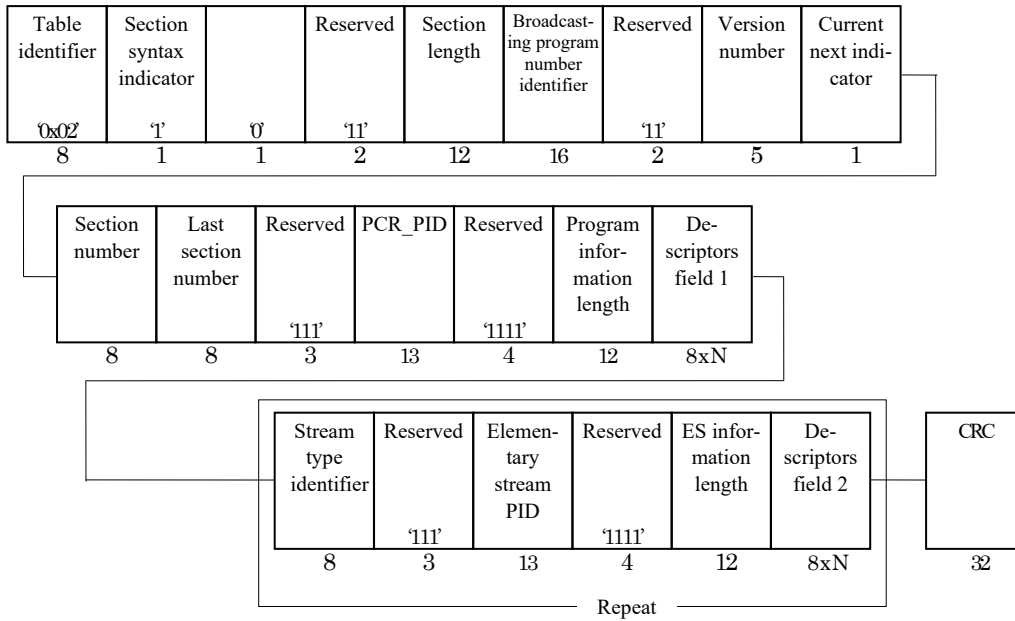 Table identifier
'0x02'
8
Section syntax indicator
'1'
1
'0'
1
Reserved
'11'
2
Section length
12
Broadcast-
ing program
number
identifier
16
Reserved
'11'
2
Version
number
5
Current
next indi-
cator
1
Section
number
8
Last
section
number
8
Reserved
'111'
3
PCR_PID
13
Reserved
'1111'
4
Program
infor-
mation
length
12
De-
scriptors
field 1
8xN
Stream
type
identifier
8
Reserved
'111'
3
Elemen-
tary
stream
PID
13
Reserved
'1111'
4
ES infor-
mation
length
12
De-
scriptors
field 2
8xN
CRC
32
Repeat